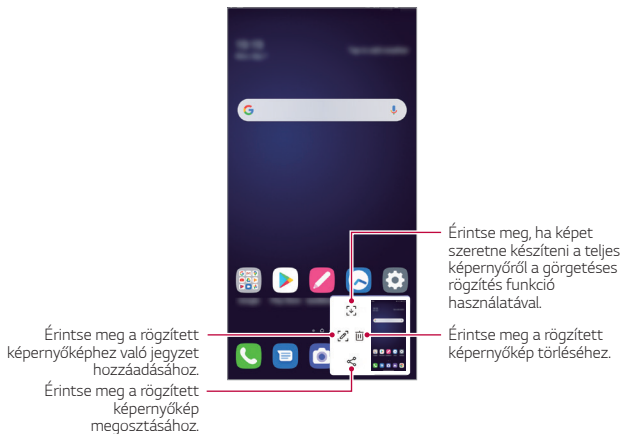 Érintse meg, ha képet
szeretne készíteni a teljes
képernyőről a görgetéses
rögzítés funkció
használatával.
Érintse meg a rögzített
képernyőképhez való jegyzet
hozzáadásához.
Érintse meg a rögzített
képernyőkép törléséhez.
Érintse meg a rögzített
képernyőkép
megosztásához.